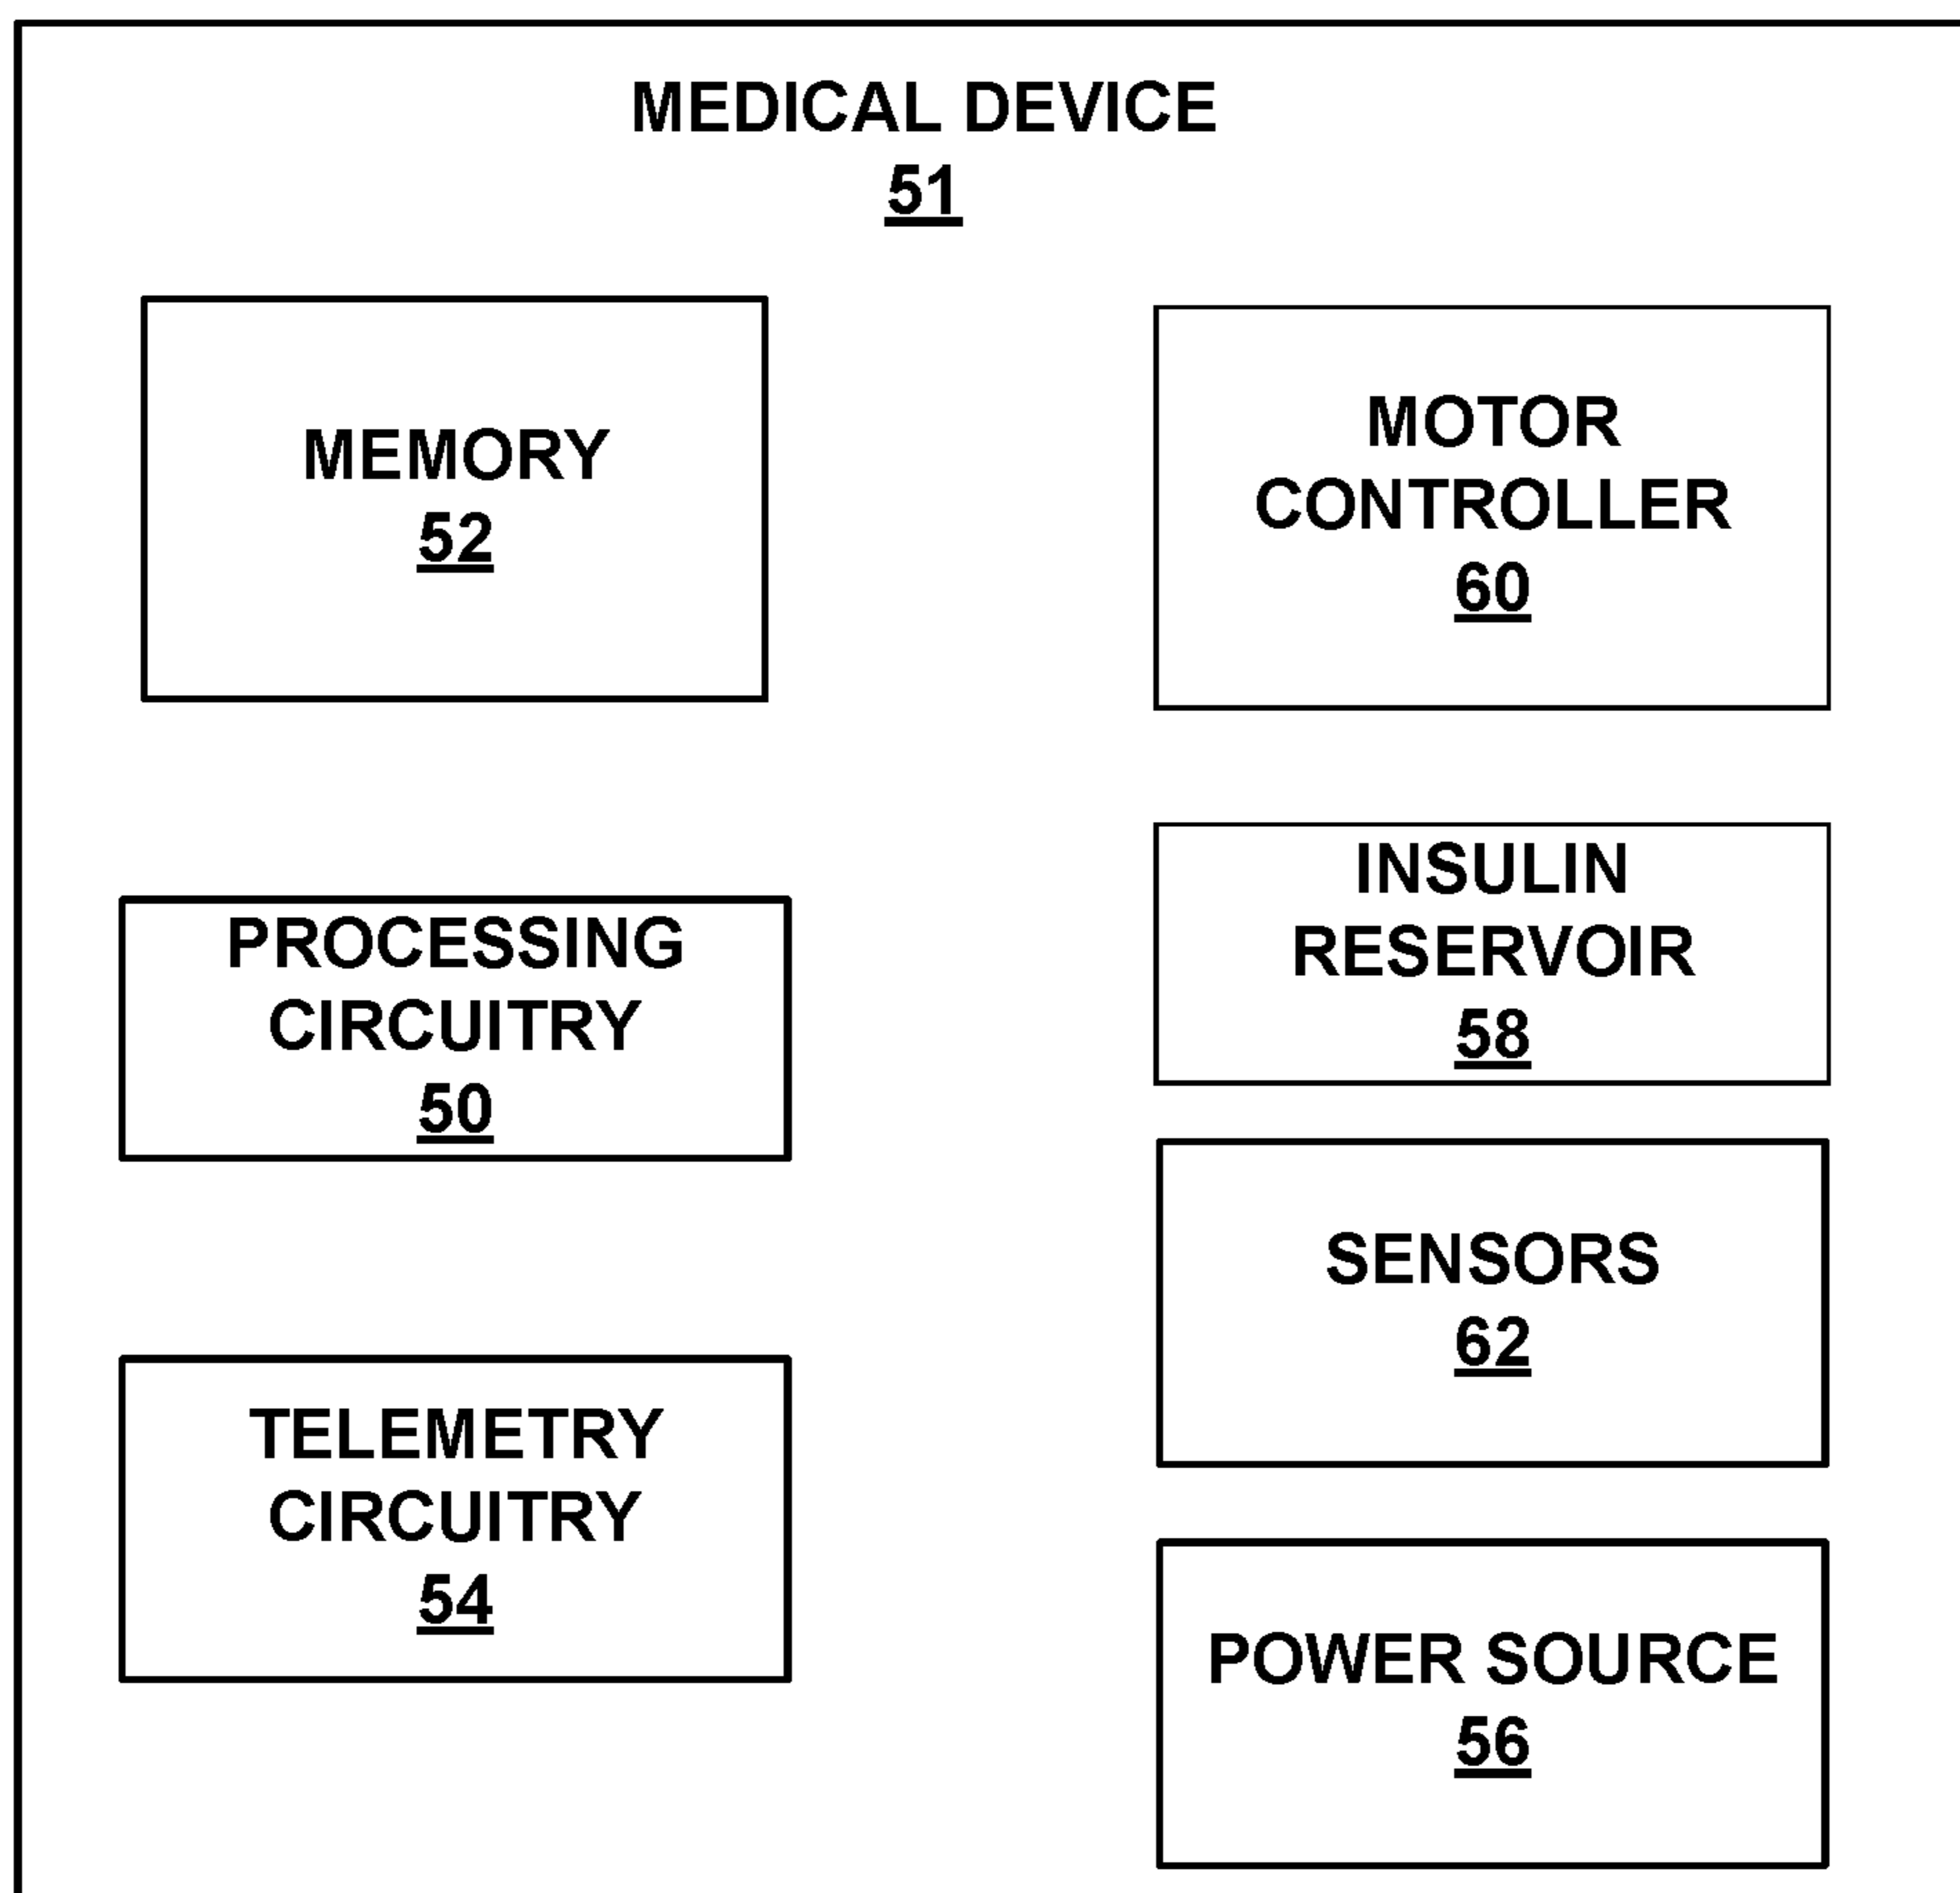 MEDICAL DEVICE
51
MEMORY
52
PROCESSING
CIRCUITRY
50
TELEMETRY
CIRCUITRY
54
MOTOR
CONTROLLER
60
INSULIN
RESERVOIR
58
SENSORS
62
POWER SOURCE
56